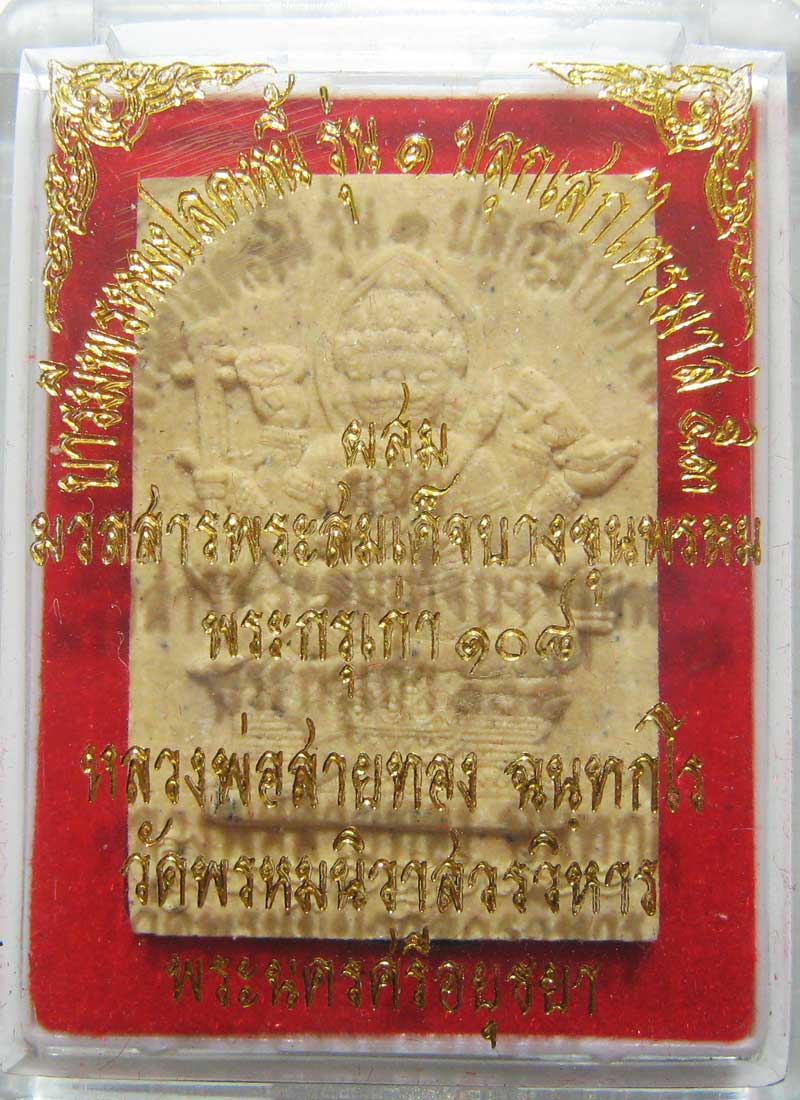 บารมีพรหมปลดหนี้ รุ่น ๑ ปลุกเสกไตรมาส ๕๓
ผสม
มวลสารพระสมเด็จบางขุนพรหม
พระกรุเก่า ๑๐๘
หลวงพ่อสายทอง ฉนฺทกโร
วัดพรหมนิวาสวรวิหาร
พระนครศรีอยุธยา